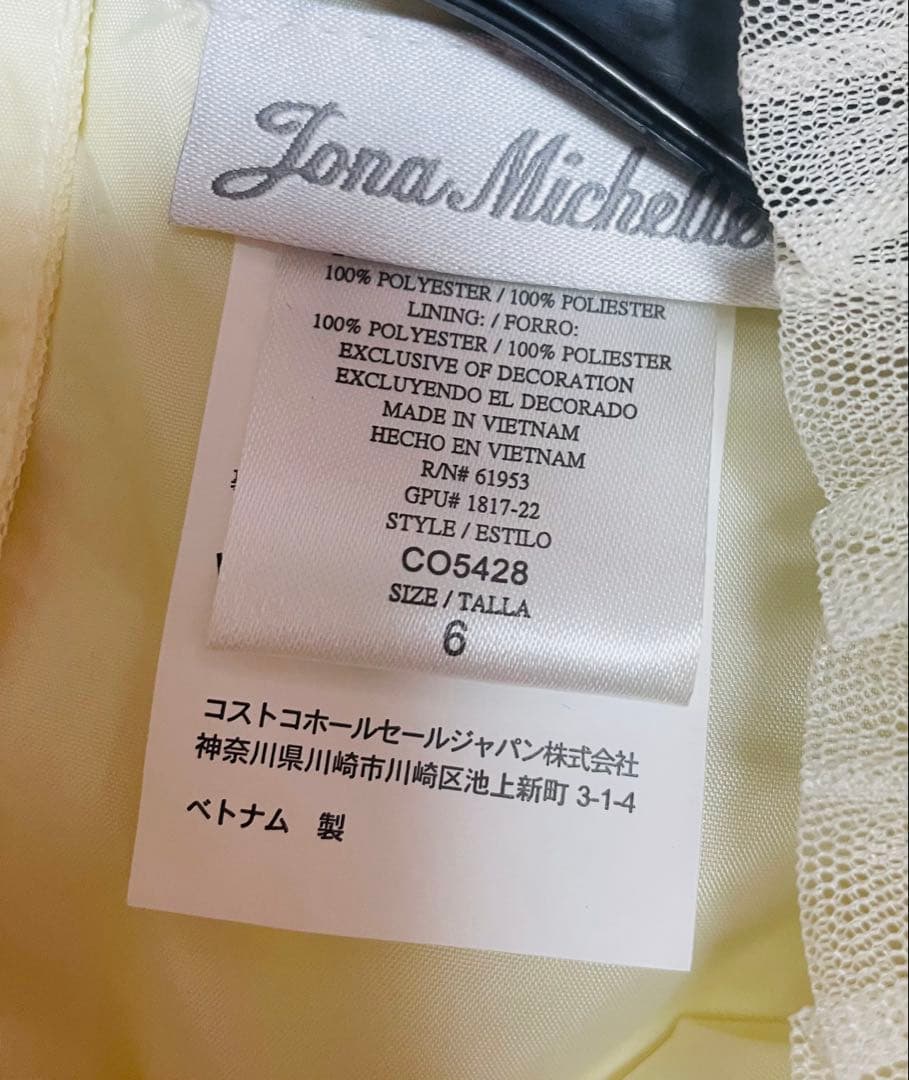 Jona Michelle
100% POLYESTER / 100% POLIESTER
LINING: / FORRO:
100% POLYESTER / 100% POLIESTER
EXCLUSIVE OF DECORATION
EXCLUYENDO EL DECORADO
MADE IN VIETNAM
HECHO EN VIETNAM
R/N# 61953
GPU# 1817-22
STYLE / ESTILO
CO5428
SIZE / TALLA
6
コストコホールセールジャパン株式会社
神奈川県川崎市川崎区池上新町 3-1-4
ベトナム 製